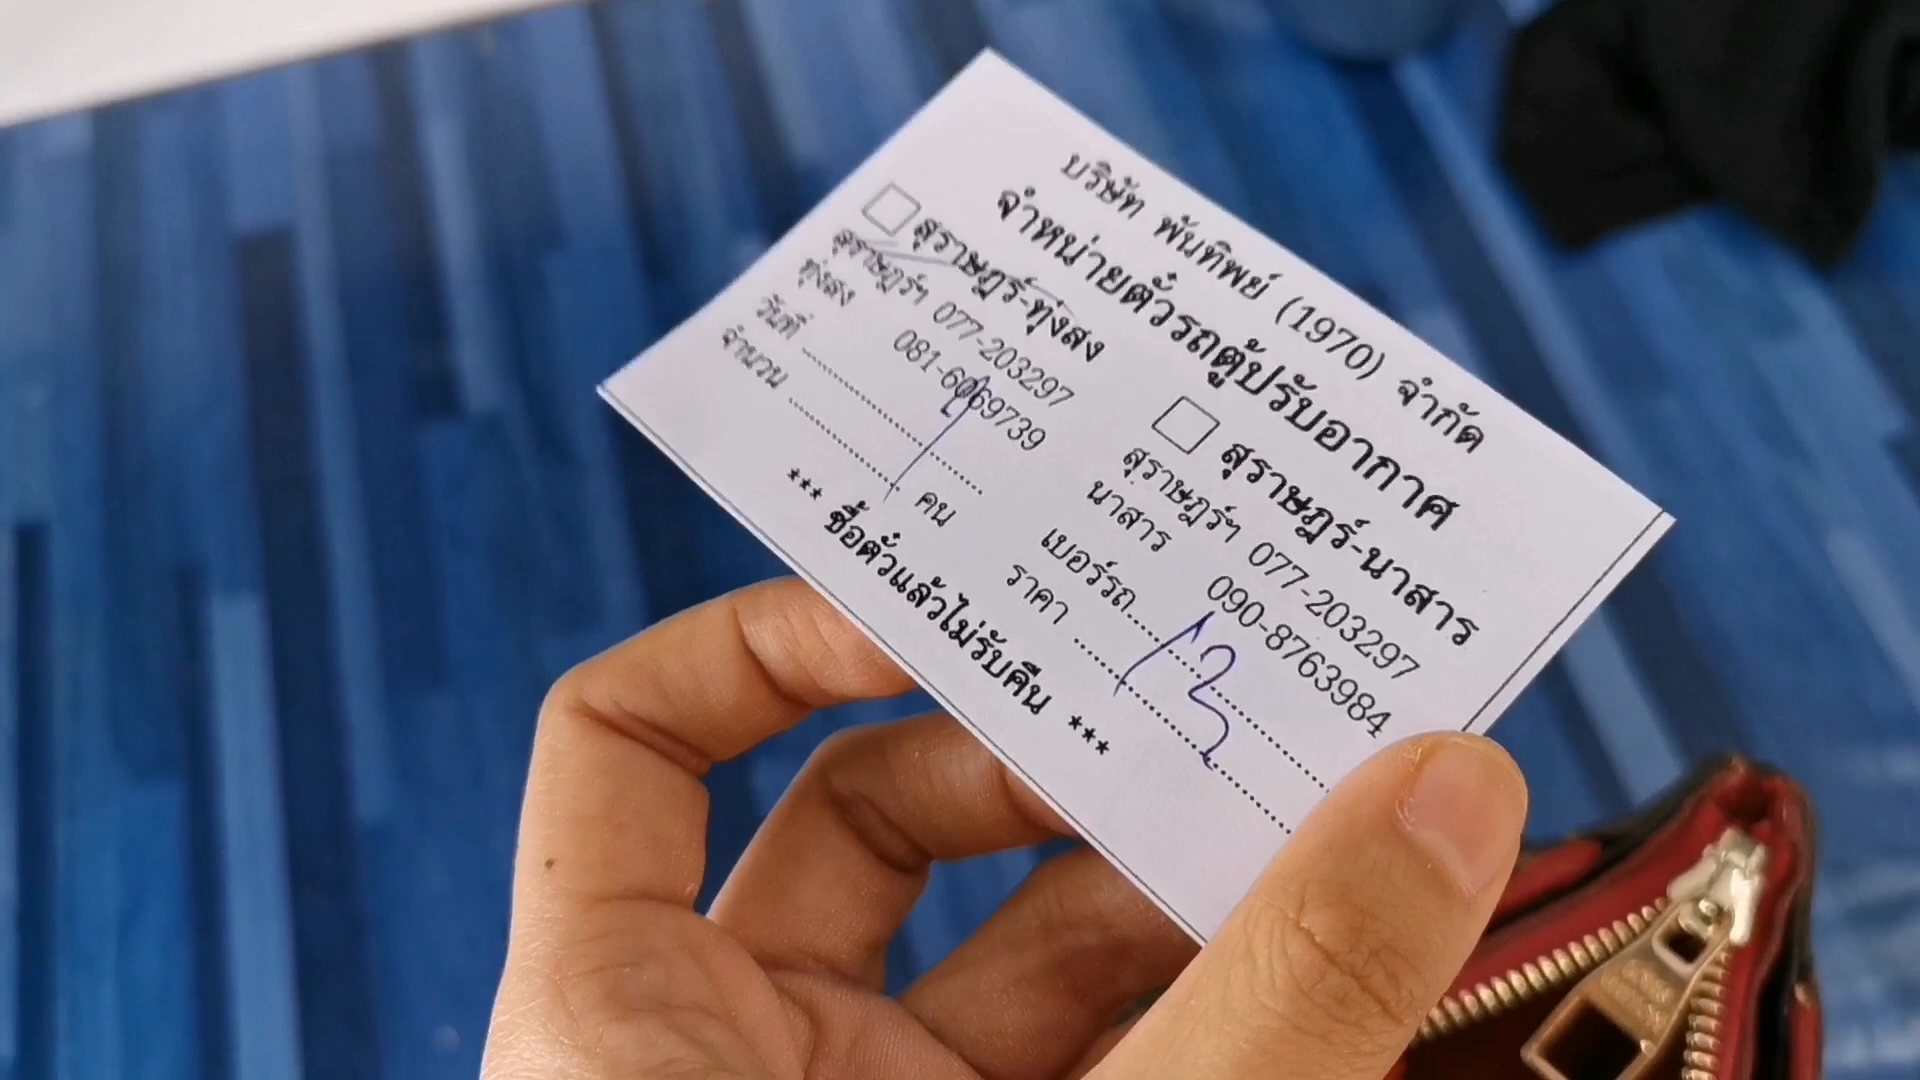 บริษัท พันทิพย์ (1970) จำกัด
จำหน่ายตั๋วรถตู้ปรับอากาศ
สุราษฎร์-ทุ่งสง
สุราษฎร์ฯ 077-203297
ทุ่งสง 081-6069739
สุราษฎร์-นาสาร
สุราษฎร์ฯ 077-203297
นาสาร 090-8763984
วันที่ ........................ เบอร์รถ........................
จำนวน ............... 1 คน ราคา ........................
*** ซื้อตั๋วแล้วไม่รับคืน ***